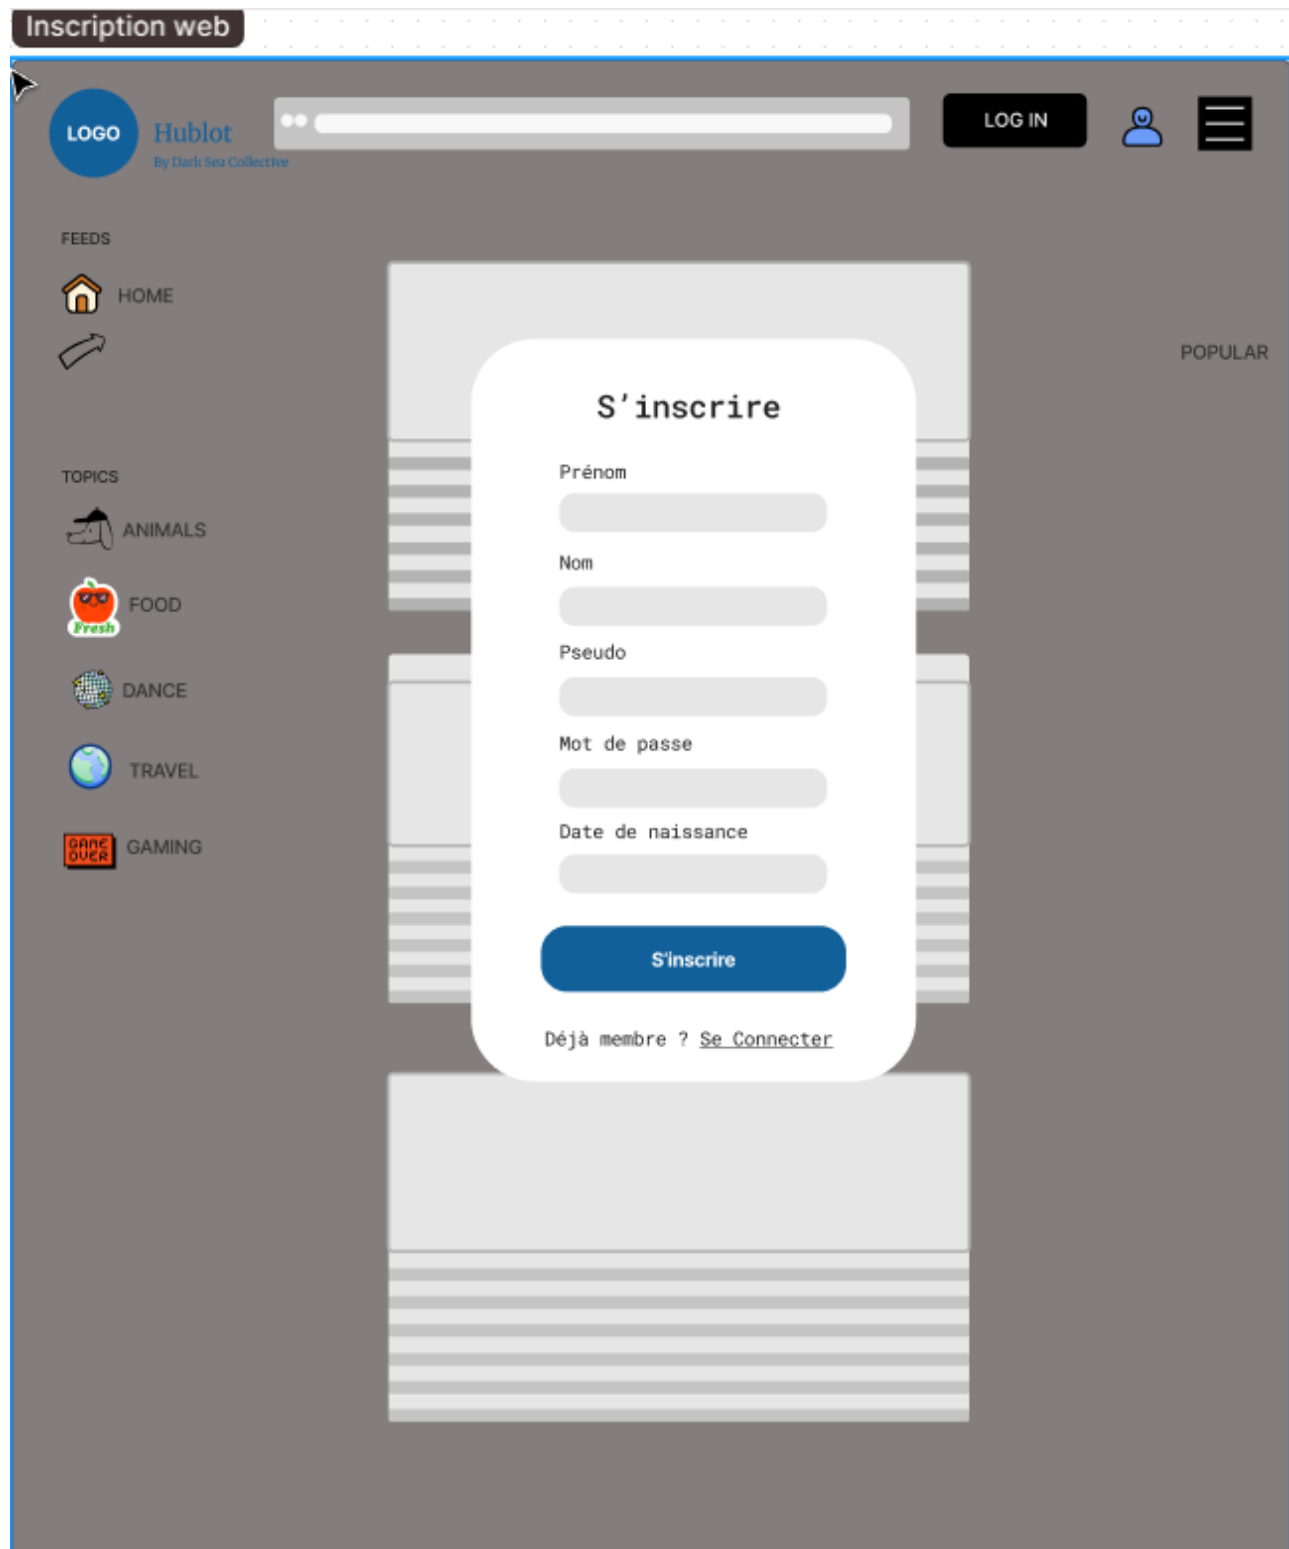 Inscription web
LOGO
Hublot
By Dark Sea Collective
LOG IN
FEEDS
HOME
POPULAR
TOPICS
ANIMALS
Fresh
FOOD
DANCE
TRAVEL
GAME
OVER
GAMING
S'inscrire
Prénom
Nom
Pseudo
Mot de passe
Date de naissance
S'inscrire
Déjà membre ? Se Connecter